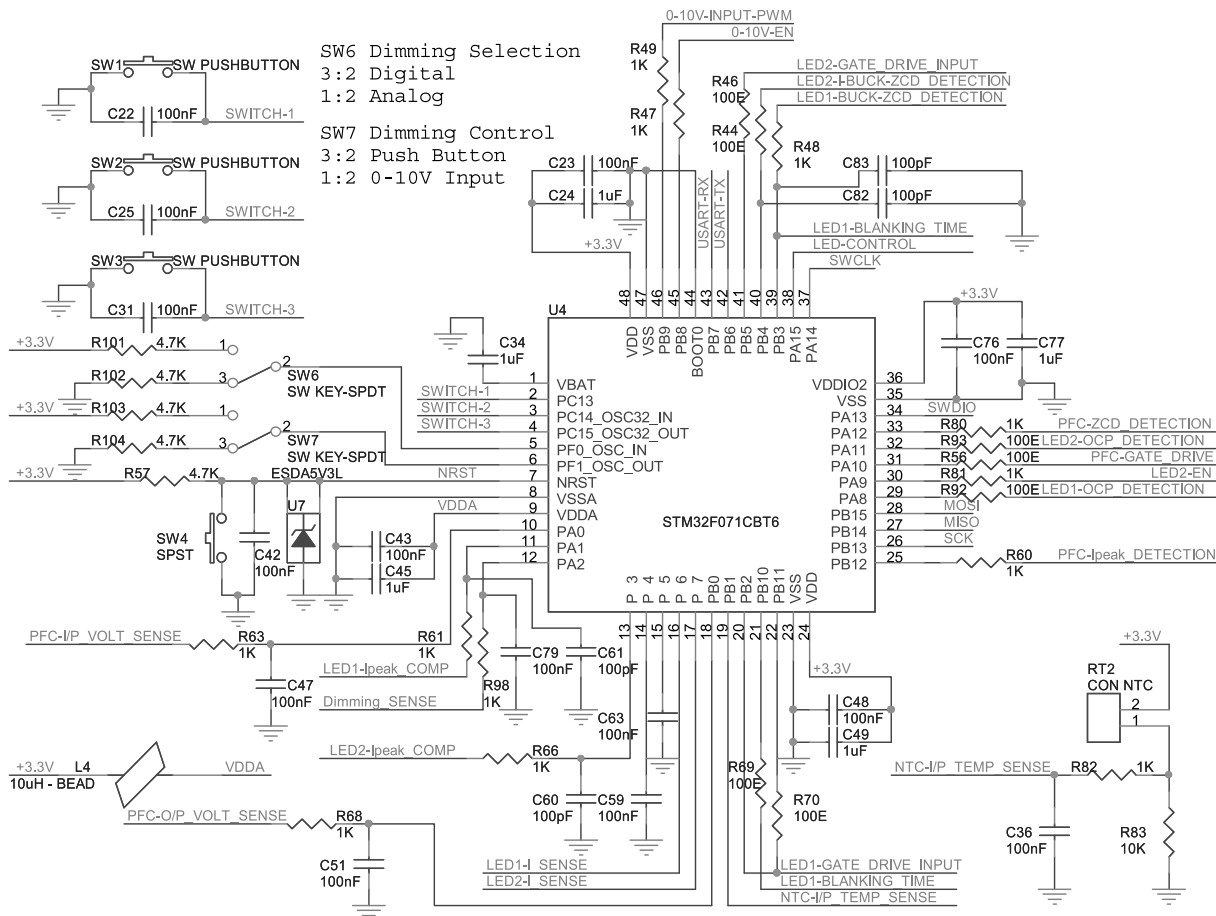 0-10V-INPUT-PWM
0-10V-EN
SW6 Dimming Selection
3:2 Digital
1:2 Analog
SW7 Dimming Control
3:2 Push Button
1:2 0-10V Input
SW1 SW PUSHBUTTON
C22 100nF SWITCH-1
SW2 SW PUSHBUTTON
C25 100nF SWITCH-2
SW3 SW PUSHBUTTON
C31 100nF SWITCH-3
R49
1K
R47
1K
R46
100E
R44
100E
R48
1K
LED2-GATE_DRIVE_INPUT
LED2-I-BUCK-ZCD_DETECTION
LED1-BUCK-ZCD_DETECTION
C23 100nF
C24 1uF
+3.3V
USART-RX
USART-TX
C83 100pF
C82 100pF
LED1-BLANKING_TIME
LED-CONTROL
SWCLK
48 47 46 45 44 43 42 41 40 39 38 37
U4
VDD VSS PB9 PB8 BOOT0 PB7 PB6 PB5 PB4 PB3 PA15 PA14
+3.3V R101 4.7K 1
2
R102 4.7K 3
SW6
SW KEY-SPDT
+3.3V R103 4.7K 1
2
R104 4.7K 3
SW7
SW KEY-SPDT
+3.3V R57 4.7K ESDA5V3L NRST
U7
SW4
SPST
C42
100nF
C34
1uF
SWITCH-1
SWITCH-2
SWITCH-3
VDDA
C43
100nF
C45
1uF
1 VBAT
2 PC13
3 PC14_OSC32_IN
4 PC15_OSC32_OUT
5 PF0_OSC_IN
6 PF1_OSC_OUT
7 NRST
8 VSSA
9 VDDA
10 PA0
11 PA1
12 PA2
STM32F071CBT6
VDDIO2 36
VSS 35
PA13 34 SWDIO
PA12 33 R80 1K PFC-ZCD_DETECTION
PA11 32 R93 100E LED2-OCP_DETECTION
PA10 31 R56 100E PFC-GATE_DRIVE
PA9 30 R81 1K LED2-EN
PA8 29 R92 100E LED1-OCP_DETECTION
PB15 28 MOSI
PB14 27 MISO
PB13 26 SCK
PB12 25 R60 1K PFC-Ipeak_DETECTION
+3.3V
C76
100nF
C77
1uF
P 3 P 4 P 5 P 6 P 7 PB0 PB1 PB2 PB10 PB11 VSS VDD
13 14 15 16 17 18 19 20 21 22 23 24
PFC-I/P_VOLT_SENSE R63
1K
C47
100nF
R61
1K
LED1-Ipeak_COMP
R98
1K
Dimming_SENSE
C79
100nF
C61
100pF
C63
100nF
+3.3V
C48
100nF
C49
1uF
LED2-Ipeak_COMP R66
1K
C60
100pF
C59
100nF
R69
100E
R70
100E
+3.3V L4 VDDA
10uH - BEAD
PFC-O/P_VOLT_SENSE R68
1K
C51
100nF
LED1-I_SENSE
LED2-I_SENSE
LED1-GATE_DRIVE INPUT
LED1-BLANKING_TIME
NTC-I/P_TEMP_SENSE
+3.3V
RT2
CON NTC
2
1
NTC-I/P_TEMP_SENSE R82 1K
C36
100nF
R83
10K